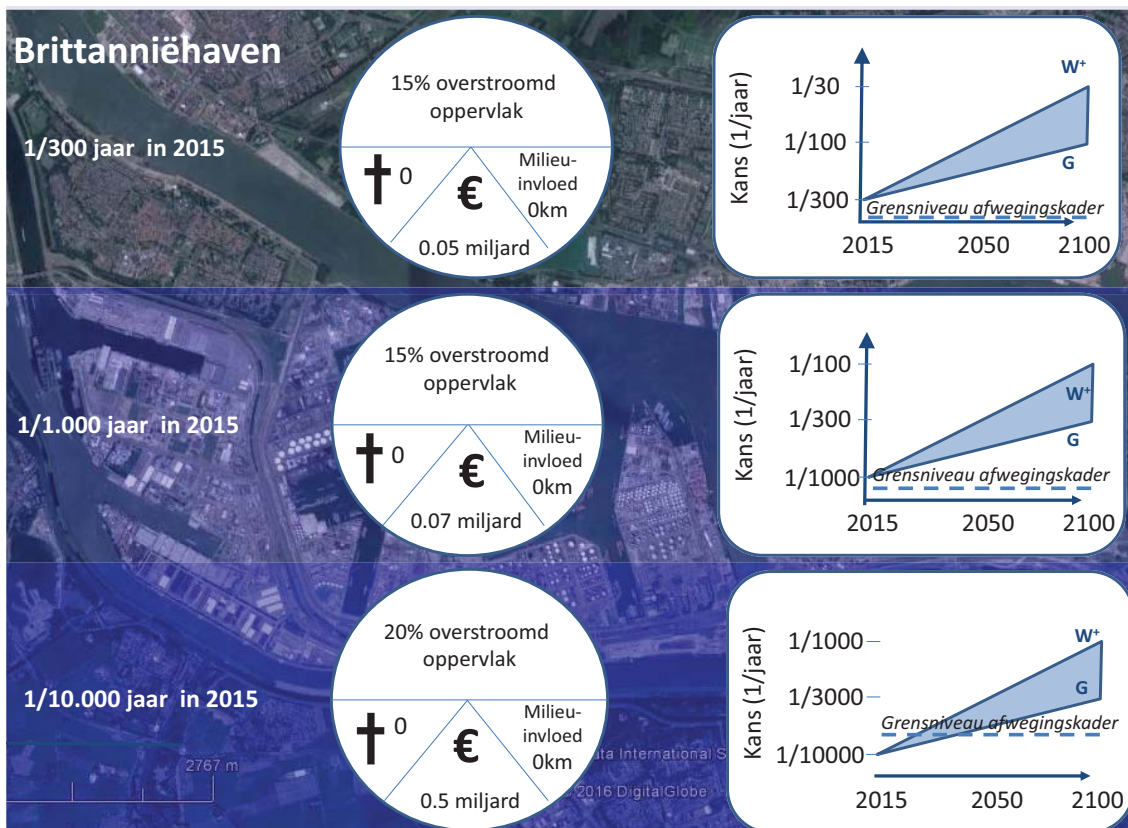 Brittanniëhaven
1/300 jaar in 2015
15% overstroomd
oppervlak
0
€
Milieu-
invloed
0km
0.05 miljard
Kans (1/jaar)
1/30
1/100
1/300
W+
G
Grensniveau afwegingskader
2015 2050 2100
1/1.000 jaar in 2015
15% overstroomd
oppervlak
0
€
Milieu-
invloed
0km
0.07 miljard
Kans (1/jaar)
1/100
1/300
1/1000
W+
G
Grensniveau afwegingskader
2015 2050 2100
1/10.000 jaar in 2015
20% overstroomd
oppervlak
0
€
Milieu-
invloed
0km
0.5 miljard
Kans (1/jaar)
1/1000
1/3000
1/10000
W+
G
Grensniveau afwegingskader
2015 2050 2100
2767 m
International
2016 DigitalGlobe